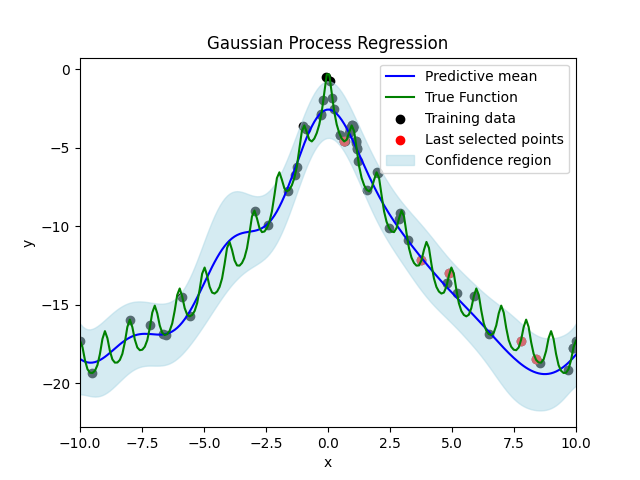 Gaussian Process Regression
Predictive mean
True Function
Training data
Last selected points
Confidence region
y
0
−5
−10
−15
−20
−10.0 −7.5 −5.0 −2.5 0.0 2.5 5.0 7.5 10.0
x